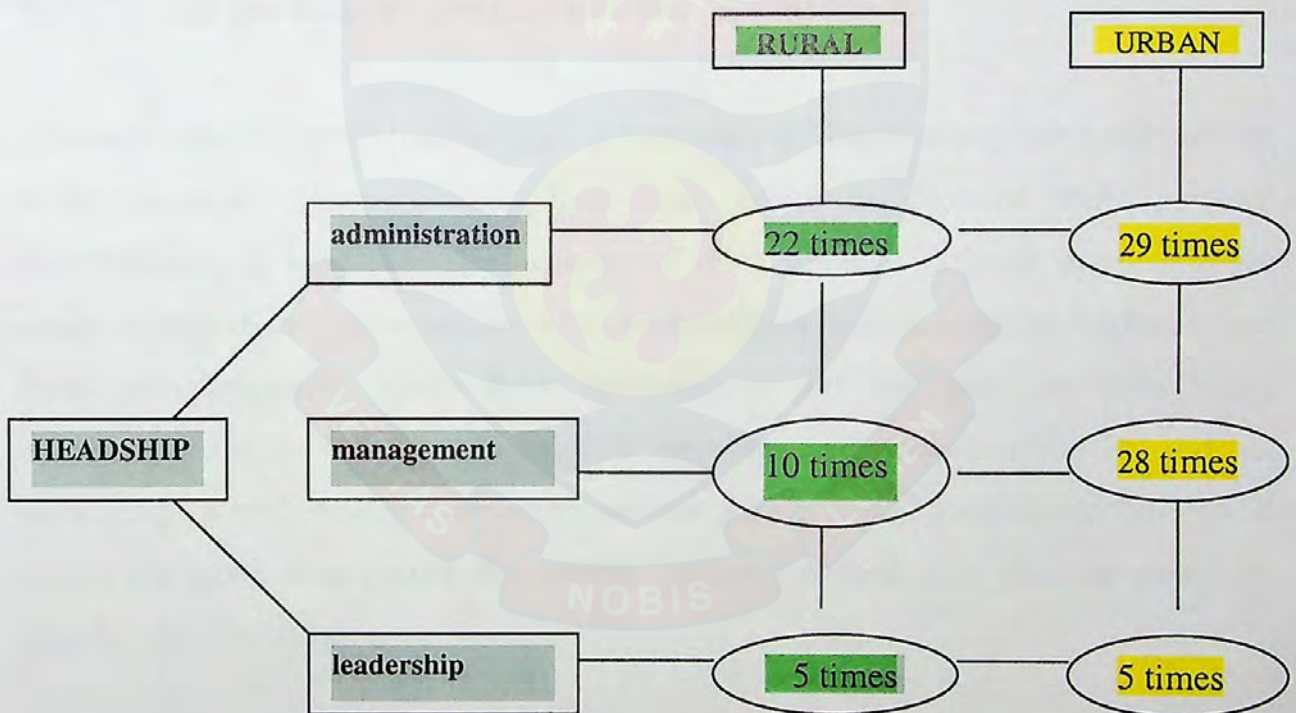 RURAL URBAN
administration 22 times 29 times
HEADSHIP management 10 times 28 times
NOBIS
leadership 5 times 5 times